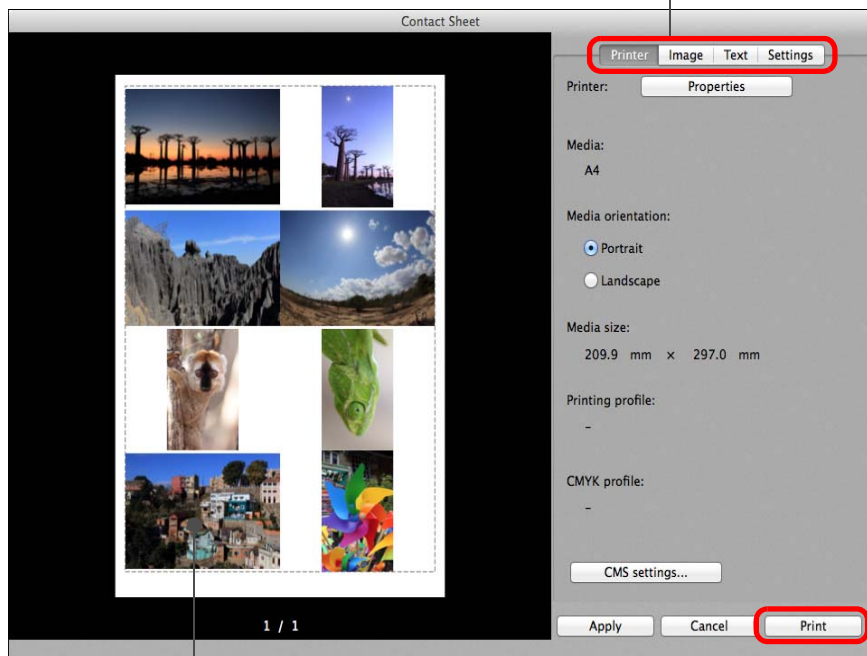 Contact Sheet
Printer Image Text Settings
Printer: Properties
Media:
A4
Media orientation:
Portrait
Landscape
Media size:
209.9 mm × 297.0 mm
Printing profile:
–
CMYK profile:
–
CMS settings...
1 / 1
Apply Cancel Print